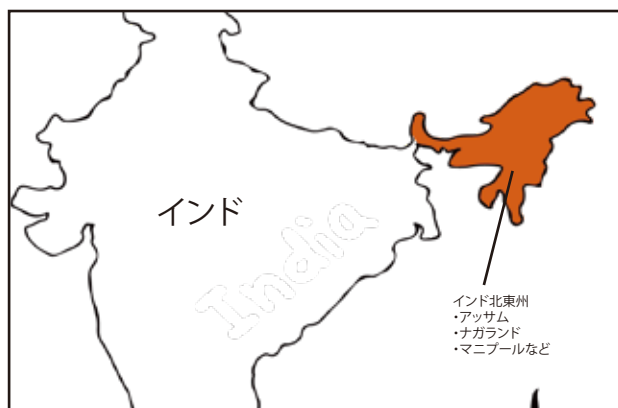 インド
India
インド北東州
・アッサム
・ナガランド
・マニプールなど